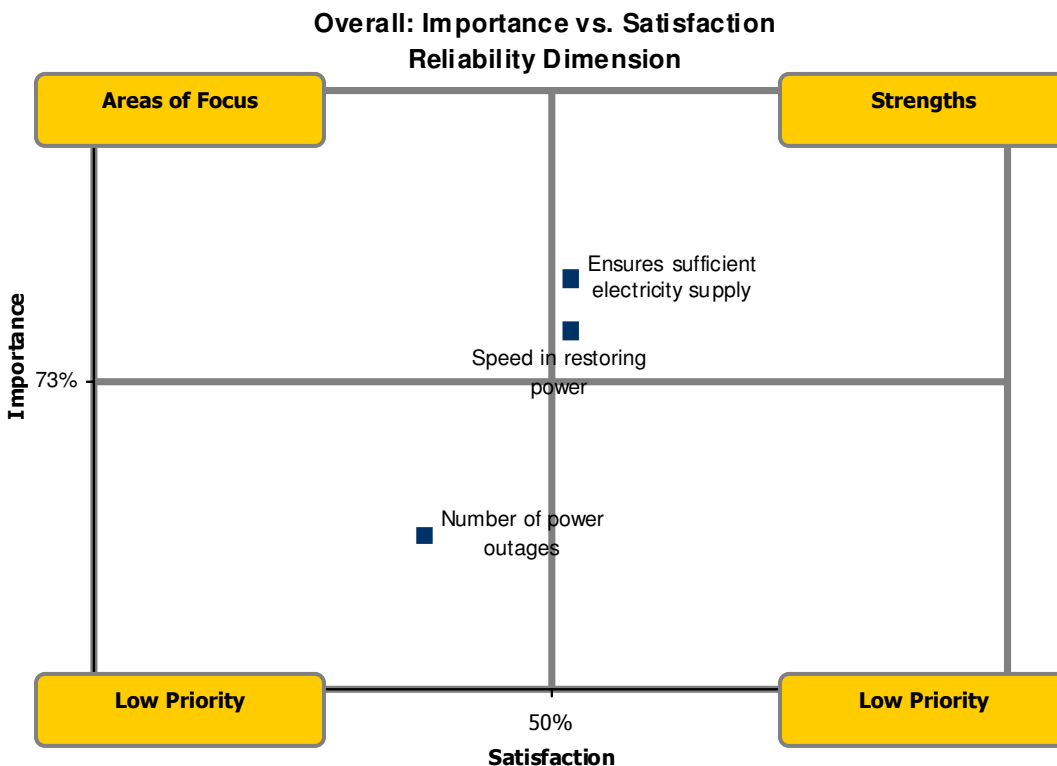 Overall: Importance vs. Satisfaction
Reliability Dimension
Areas of Focus
Strengths
Ensures sufficient
electricity supply
Speed in restoring
power
Importance
73%
Number of power
outages
Low Priority
Low Priority
50%
Satisfaction